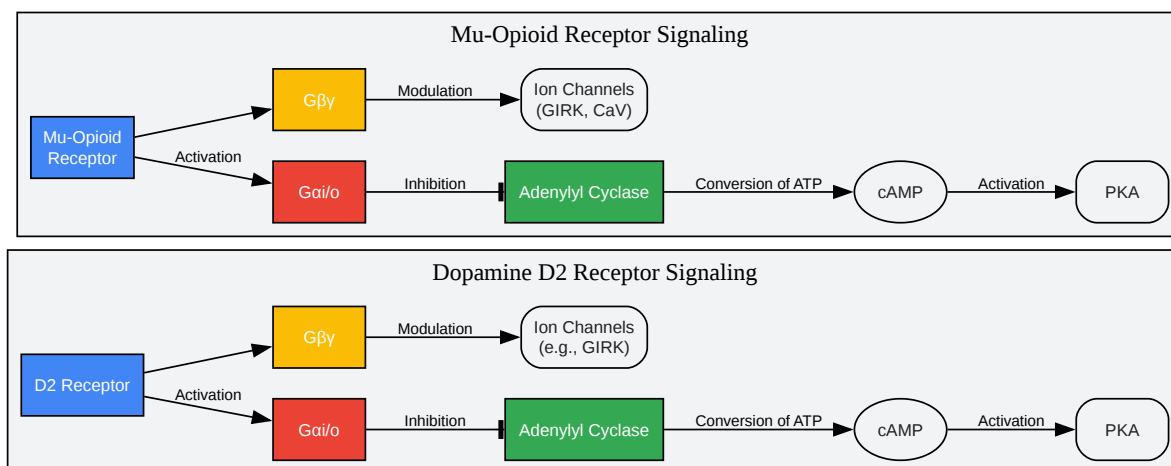 Mu-Opioid Receptor Signaling
Gβγ
Modulation
Ion Channels
(GIRK, CaV)
Mu-Opioid
Receptor
Activation
Gαi/o
Inhibition
Adenylyl Cyclase
Conversion of ATP
cAMP
Activation
PKA
Dopamine D2 Receptor Signaling
Gβγ
Modulation
Ion Channels
(e.g., GIRK)
D2 Receptor
Activation
Gαi/o
Inhibition
Adenylyl Cyclase
Conversion of ATP
cAMP
Activation
PKA